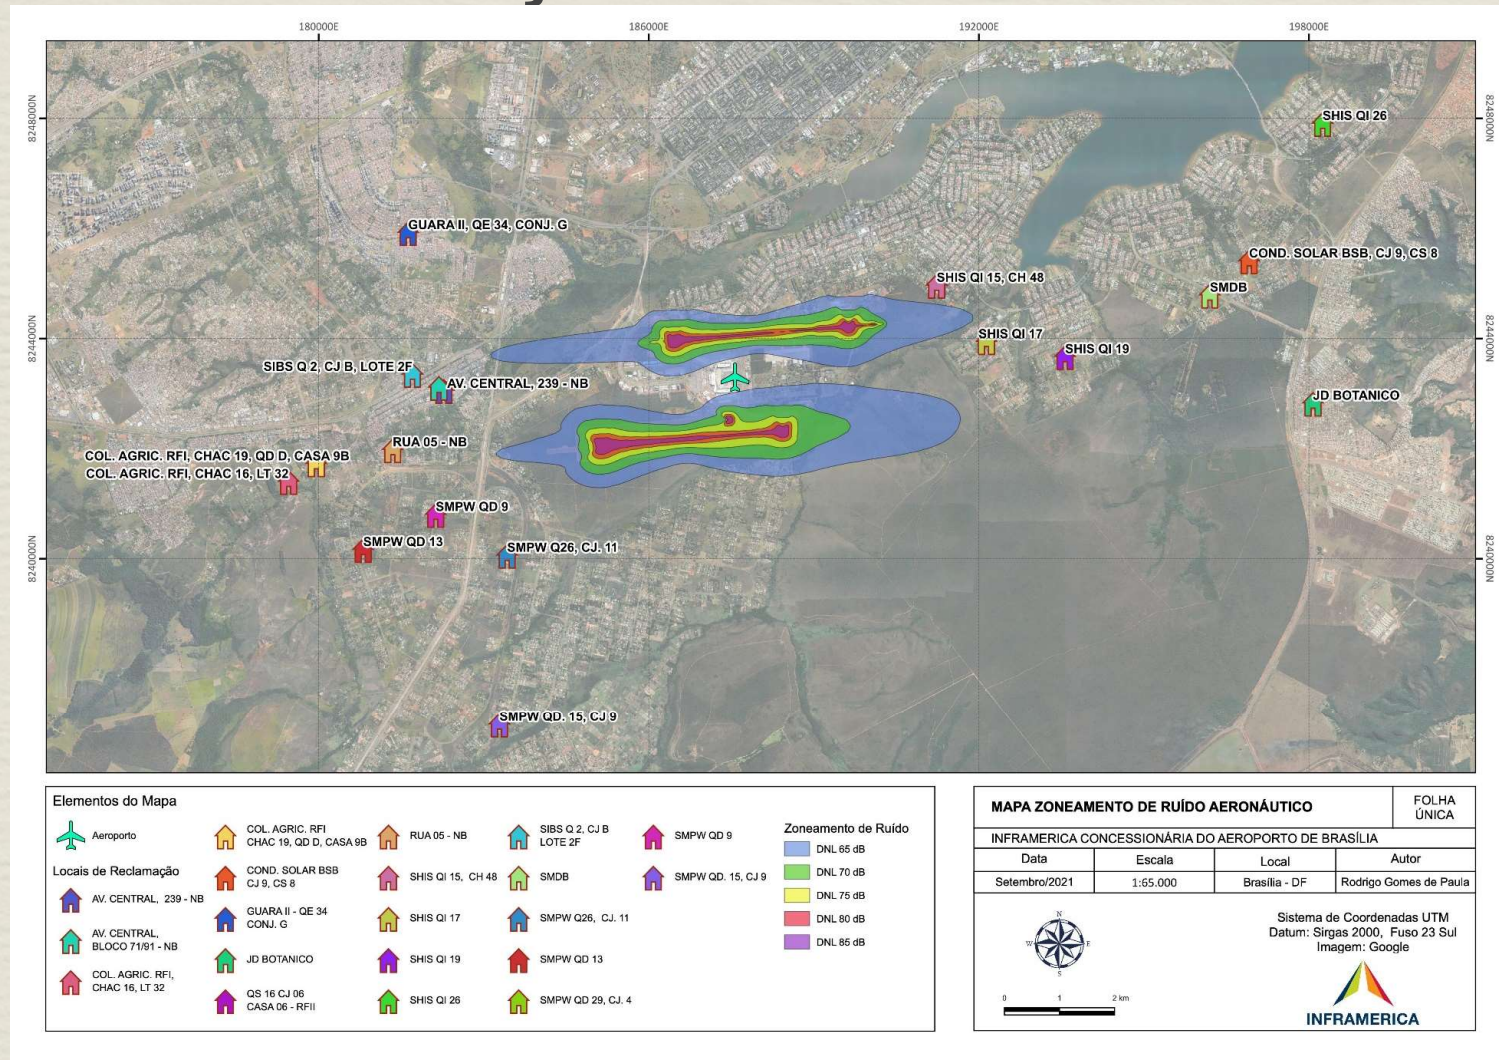 180000E
186000E
192000E
198000E
8248000N
8248000N
SHIS QI 26
GUARA II, QE 34, CONJ. G
COND. SOLAR BSB, CJ 9, CS 8
SHIS QI 15, CH 48
SMDB
8244000N
8244000N
SHIS QI 17
SHIS QI 19
SIBS Q 2, CJ B, LOTE 2F
AV. CENTRAL, 239 - NB
JD BOTANICO
RUA 05 - NB
COL. AGRIC. RFI, CHAC 19, QD D, CASA 9B
COL. AGRIC. RFI, CHAC 16, LT 32
SMPW QD 9
SMPW QD 13
SMPW Q26, CJ. 11
8240000N
8240000N
SMPW QD. 15, CJ 9
Elementos do Mapa
Aeroporto
Locais de Reclamação
AV. CENTRAL, 239 - NB
AV. CENTRAL,
BLOCO 71/91 - NB
COL. AGRIC. RFI,
CHAC 16, LT 32
COL. AGRIC. RFI
CHAC 19, QD D, CASA 9B
COND. SOLAR BSB
CJ 9, CS 8
GUARA II - QE 34
CONJ. G
JD BOTANICO
QS 16 CJ 06
CASA 06 - RFII
RUA 05 - NB
SHIS QI 15, CH 48
SHIS QI 17
SHIS QI 19
SHIS QI 26
SIBS Q 2, CJ B
LOTE 2F
SMDB
SMPW Q26, CJ. 11
SMPW QD 13
SMPW QD 29, CJ. 4
SMPW QD 9
SMPW QD. 15, CJ 9
Zoneamento de Ruído
DNL 65 dB
DNL 70 dB
DNL 75 dB
DNL 80 dB
DNL 85 dB
MAPA ZONEAMENTO DE RUÍDO AERONÁUTICO
FOLHA
ÚNICA
INFRAMERICA CONCESSIONÁRIA DO AEROPORTO DE BRASÍLIA
Data Escala Local Autor
Setembro/2021 1:65.000 Brasília - DF Rodrigo Gomes de Paula
N
W E
S
0 1 2 km
Sistema de Coordenadas UTM
Datum: Sirgas 2000, Fuso 23 Sul
Imagem: Google
INFRAMERICA